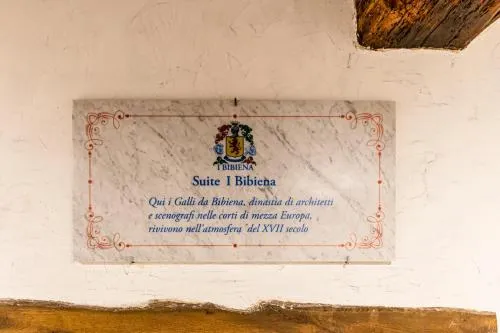 I BIBIENA
Suite I Bibiena
Qui i Galli da Bibiena, dinastia di architetti
e scenografi nelle corti di mezza Europa,
rivivono nell'atmosfera del XVII secolo